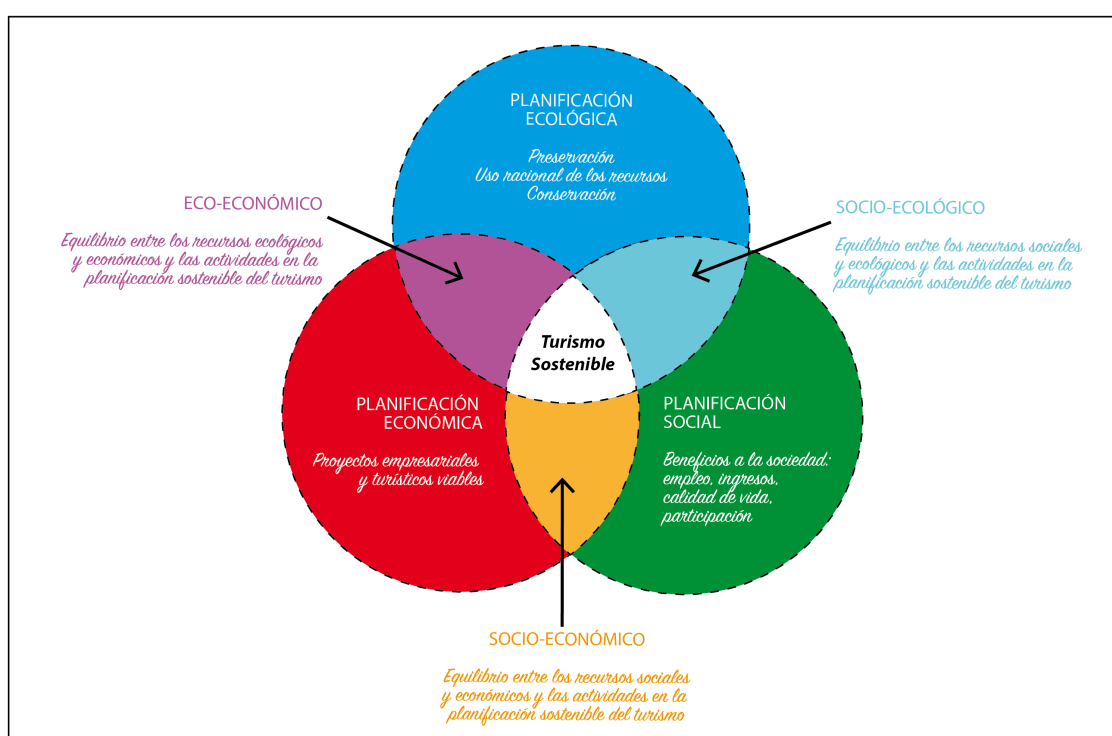 PLANIFICACIÓN
ECOLÓGICA
Preservación
Uso racional de los recursos
Conservación
ECO-ECONÓMICO
Equilibrio entre los recursos ecológicos
y económicos y las actividades en la
planificación sostenible del turismo
SOCIO-ECOLÓGICO
Equilibrio entre los recursos sociales
y ecológicos y las actividades en la
planificación sostenible del turismo
Turismo
Sostenible
PLANIFICACIÓN
ECONÓMICA
Proyectos empresariales
y turísticos viables
PLANIFICACIÓN
SOCIAL
Beneficios a la sociedad:
empleo, ingresos,
calidad de vida,
participación
SOCIO-ECONÓMICO
Equilibrio entre los recursos sociales
y económicos y las actividades en la
planificación sostenible del turismo